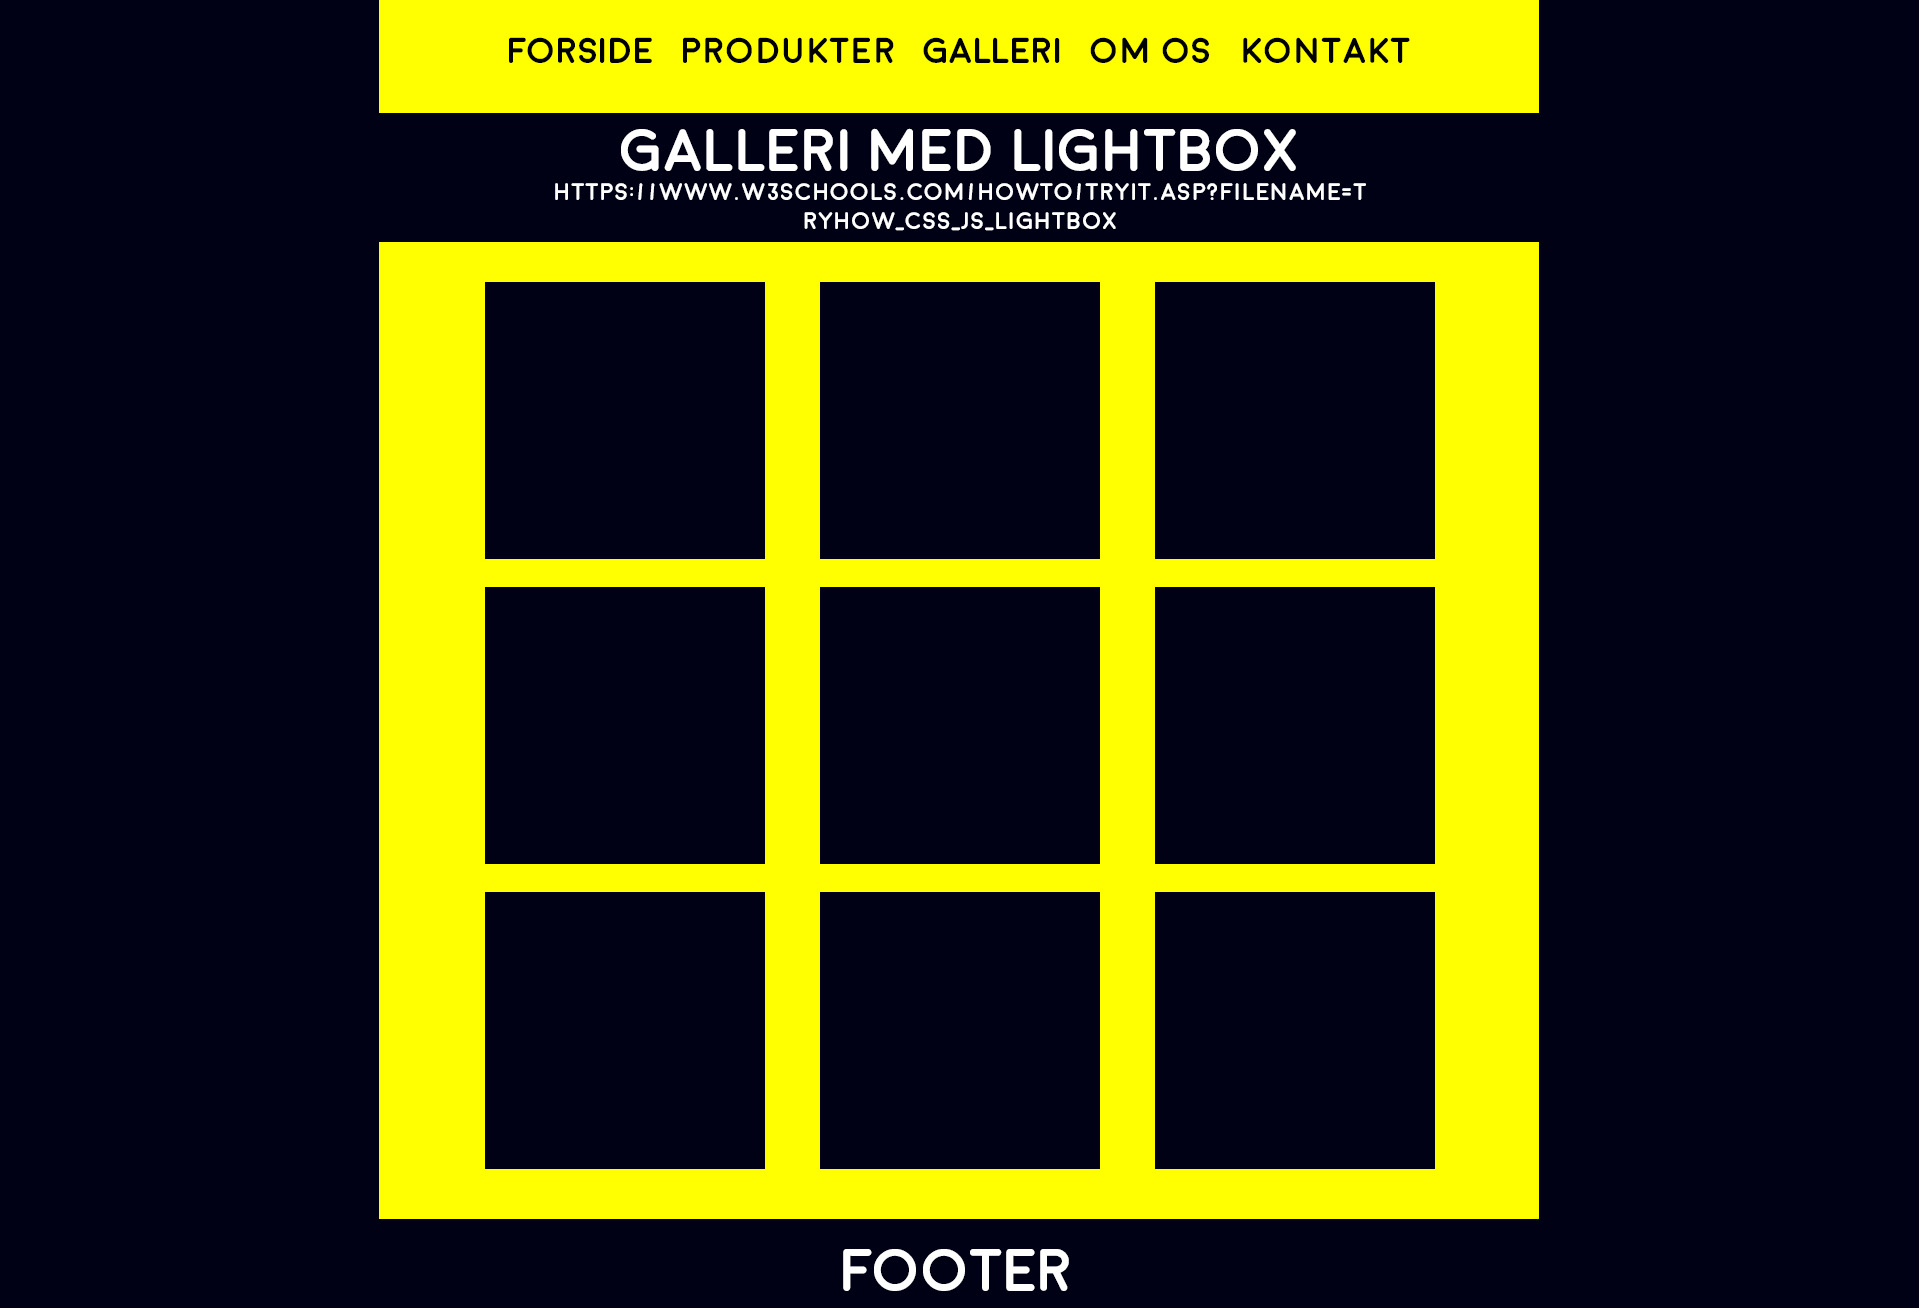 FORSIDE PRODUKTER GALLERI OM OS KONTAKT
GALLERI MED LIGHTBOX
HTTPS://WWW.W3SCHOOLS.COM/HOWTO/TRYIT.ASP?FILENAME=T
RYHOW_CSS_JS_LIGHTBOX
FOOTER